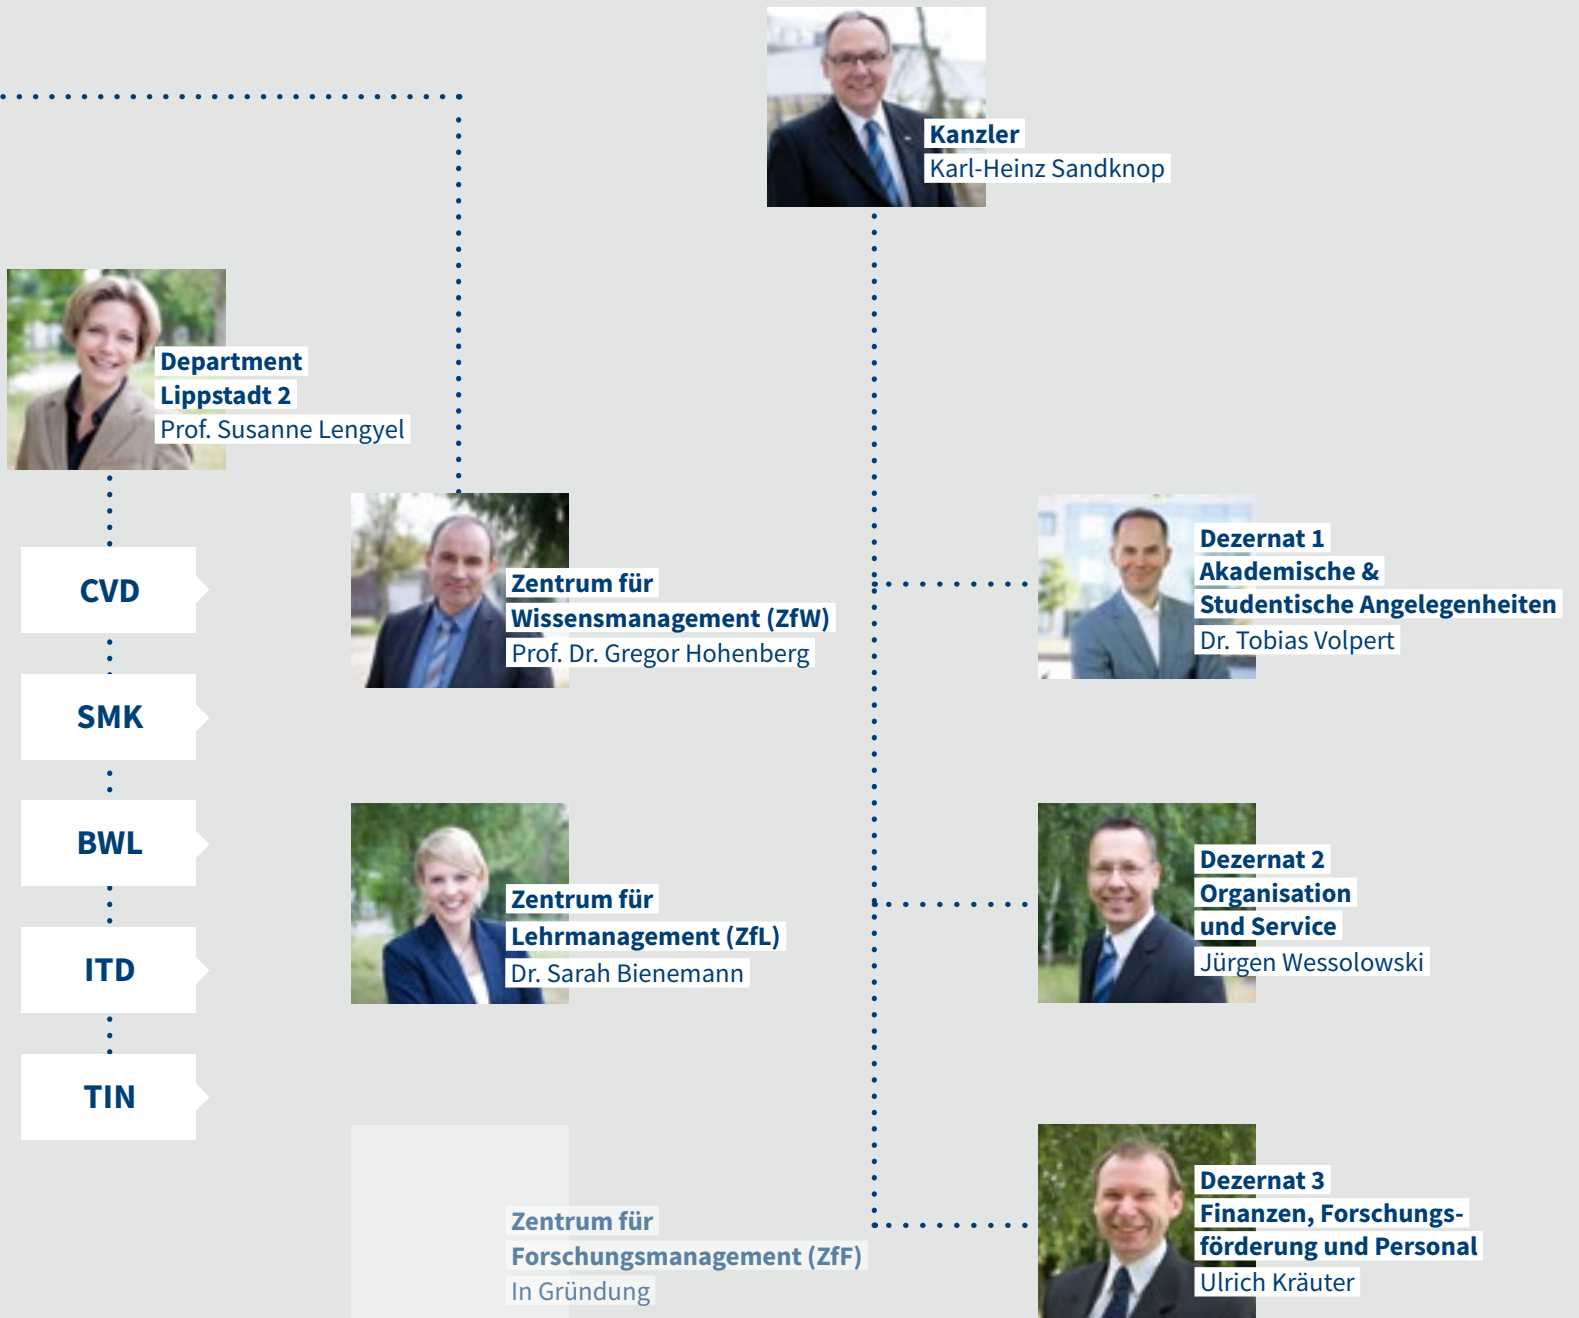 Kanzler
Karl-Heinz Sandknop
Department
Lippstadt 2
Prof. Susanne Lengyel
CVD
SMK
BWL
ITD
TIN
Zentrum für
Wissensmanagement (ZfW)
Prof. Dr. Gregor Hohenberg
Zentrum für
Lehrmanagement (ZfL)
Dr. Sarah Bienemann
Zentrum für
Forschungsmanagement (ZfF)
In Gründung
Dezernat 1
Akademische &
Studentische Angelegenheiten
Dr. Tobias Volpert
Dezernat 2
Organisation
und Service
Jürgen Wessolowski
Dezernat 3
Finanzen, Forschungs-
förderung und Personal
Ulrich Kräuter